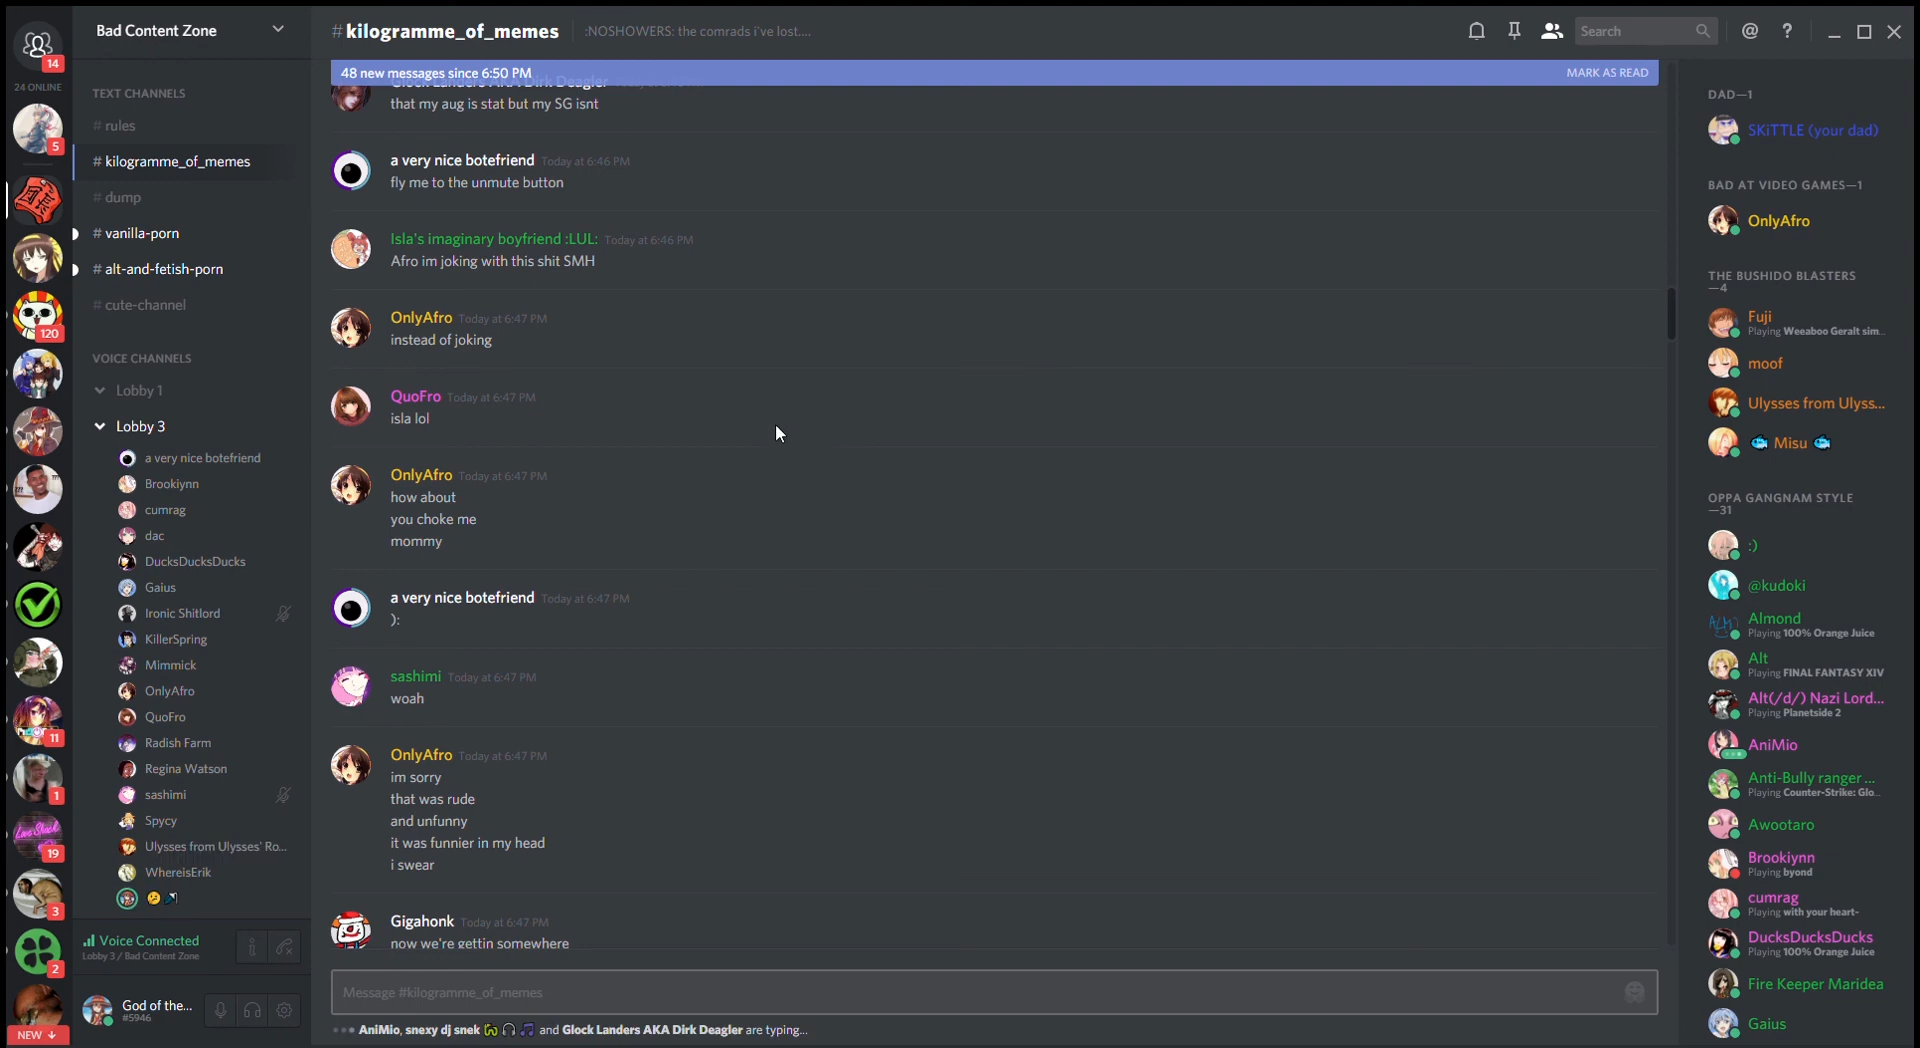 14
24 ONLINE
5
120
11
1
19
3
2
NEW ↓
Bad Content Zone
TEXT CHANNELS
# rules
# kilogramme_of_memes
# dump
# vanilla-porn
# alt-and-fetish-porn
# cute-channel
VOICE CHANNELS
Lobby 1
Lobby 3
a very nice botefriend
Brookiynn
cumrag
dac
DucksDucksDucks
Gaius
Ironic Shitlord
KillerSpring
Mimmick
OnlyAfro
QuoFro
Radish Farm
Regina Watson
sashimi
Spycy
Ulysses from Ulysses' Ro...
WhereisErik
Voice Connected
Lobby 3 / Bad Content Zone
God of the...
#5946
#kilogramme_of_memes
:NOSHOWERS: the comrads i've lost....
Search
@ ?
48 new messages since 6:50 PM
MARK AS READ
Glock Landers AKA Dirk Deagler
that my aug is stat but my SG isnt
a very nice botefriend Today at 6:46 PM
fly me to the unmute button
Isla's imaginary boyfriend :LUL: Today at 6:46 PM
Afro im joking with this shit SMH
OnlyAfro Today at 6:47 PM
instead of joking
QuoFro Today at 6:47 PM
isla lol
OnlyAfro Today at 6:47 PM
how about
you choke me
mommy
a very nice botefriend Today at 6:47 PM
):
sashimi Today at 6:47 PM
woah
OnlyAfro Today at 6:47 PM
im sorry
that was rude
and unfunny
it was funnier in my head
i swear
Gigahonk Today at 6:47 PM
now we're gettin somewhere
Message #kilogramme_of_memes
AniMio, snexy dj snek 🐍 🎧 🎵 and Glock Landers AKA Dirk Deagler are typing...
DAD—1
SKiTTLE (your dad)
BAD AT VIDEO GAMES—1
OnlyAfro
THE BUSHIDO BLASTERS
—4
Fuji
Playing Weeaboo Geralt sim...
moof
Ulysses from Ulyss...
🐟 Misu 🐟
OPPA GANGNAM STYLE
—31
:)
@kudoki
Almond
Playing 100% Orange Juice
Alt
Playing FINAL FANTASY XIV
Alt(/d/) Nazi Lord...
Playing Planetside 2
AniMio
Anti-Bully ranger ...
Playing Counter-Strike: Glo...
Awootaro
Brookiynn
Playing byond
cumrag
Playing with your heart-
DucksDucksDucks
Playing 100% Orange Juice
Fire Keeper Maridea
Gaius